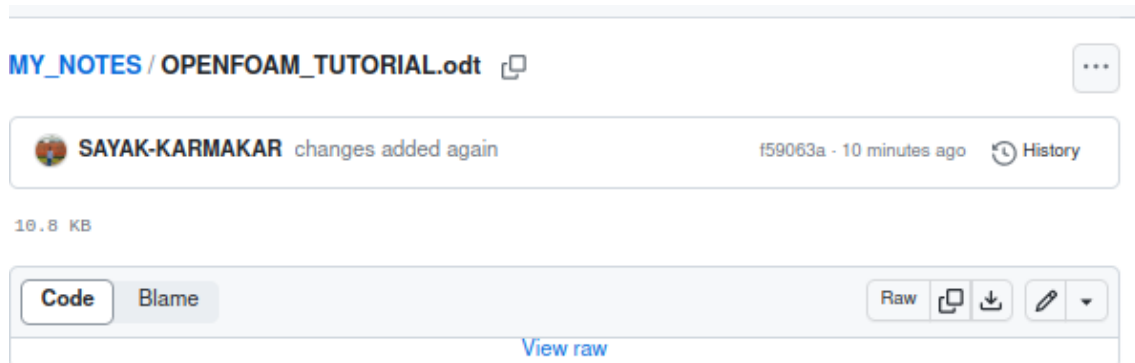 MY_NOTES / OPENFOAM_TUTORIAL.odt
SAYAK-KARMAKAR changes added again f59063a · 10 minutes ago History
10.8 KB
Code Blame Raw
View raw